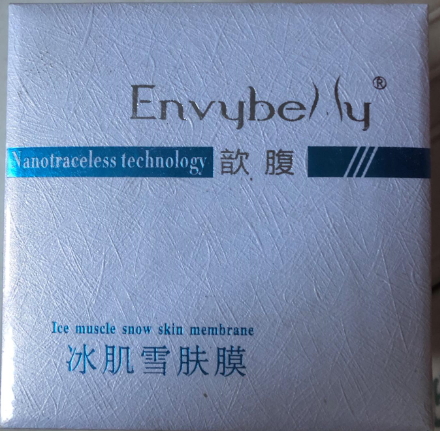 Envybelly®
Nanotraceless technology 歆腹
Ice muscle snow skin membrane
冰肌雪肤膜